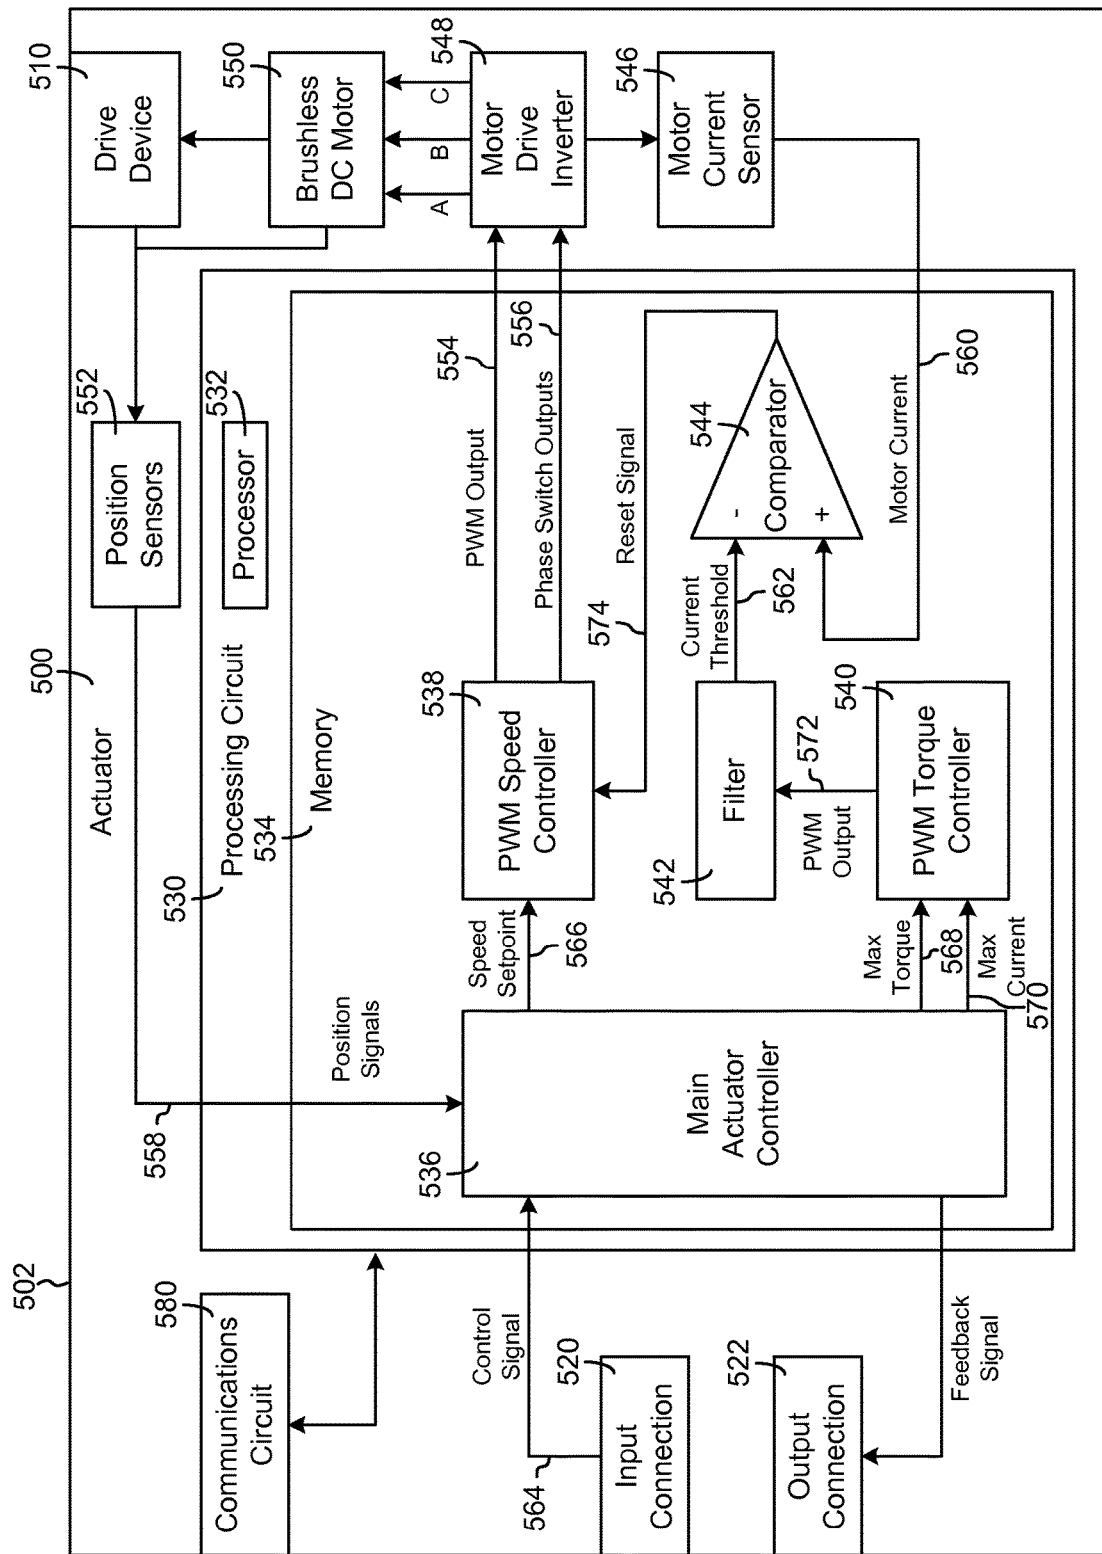 502
500
Actuator
580
Communications
Circuit
558
530
Processing Circuit
534
Memory
552
Position
Sensors
532
Processor
510
Drive
Device
550
Brushless
DC Motor
A
B
C
548
Motor
Drive
Inverter
546
Motor
Current
Sensor
Position
Signals
Control
Signal
564
520
Input
Connection
522
Output
Connection
Feedback
Signal
536
Main
Actuator
Controller
Speed
Setpoint
566
538
PWM Speed
Controller
PWM Output
554
Phase Switch Outputs
556
Reset Signal
574
542
Filter
Current
Threshold
562
544
Comparator
-
+
PWM
Output
572
Max
Torque
568
Max
Current
570
540
PWM Torque
Controller
Motor Current
560